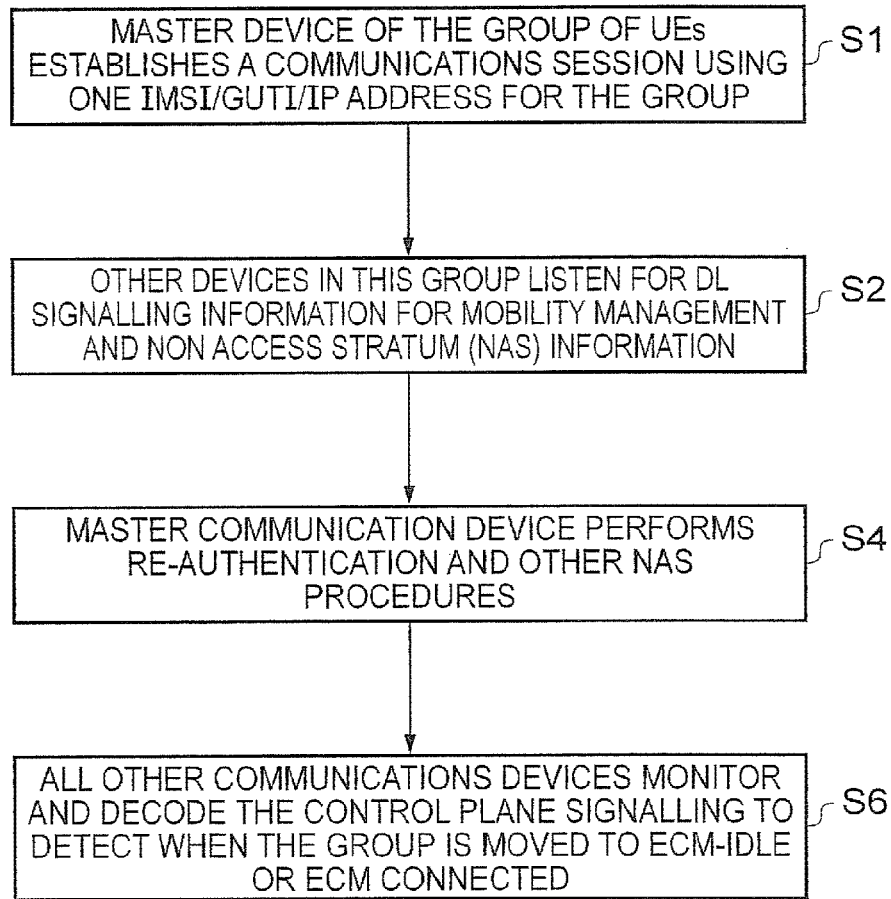 MASTER DEVICE OF THE GROUP OF UEs
ESTABLISHES A COMMUNICATIONS SESSION USING
ONE IMSI/GUTI/IP ADDRESS FOR THE GROUP
S1
OTHER DEVICES IN THIS GROUP LISTEN FOR DL
SIGNALLING INFORMATION FOR MOBILITY MANAGEMENT
AND NON ACCESS STRATUM (NAS) INFORMATION
S2
MASTER COMMUNICATION DEVICE PERFORMS
RE-AUTHENTICATION AND OTHER NAS
PROCEDURES
S4
ALL OTHER COMMUNICATIONS DEVICES MONITOR
AND DECODE THE CONTROL PLANE SIGNALLING TO
DETECT WHEN THE GROUP IS MOVED TO ECM-IDLE
OR ECM CONNECTED
S6